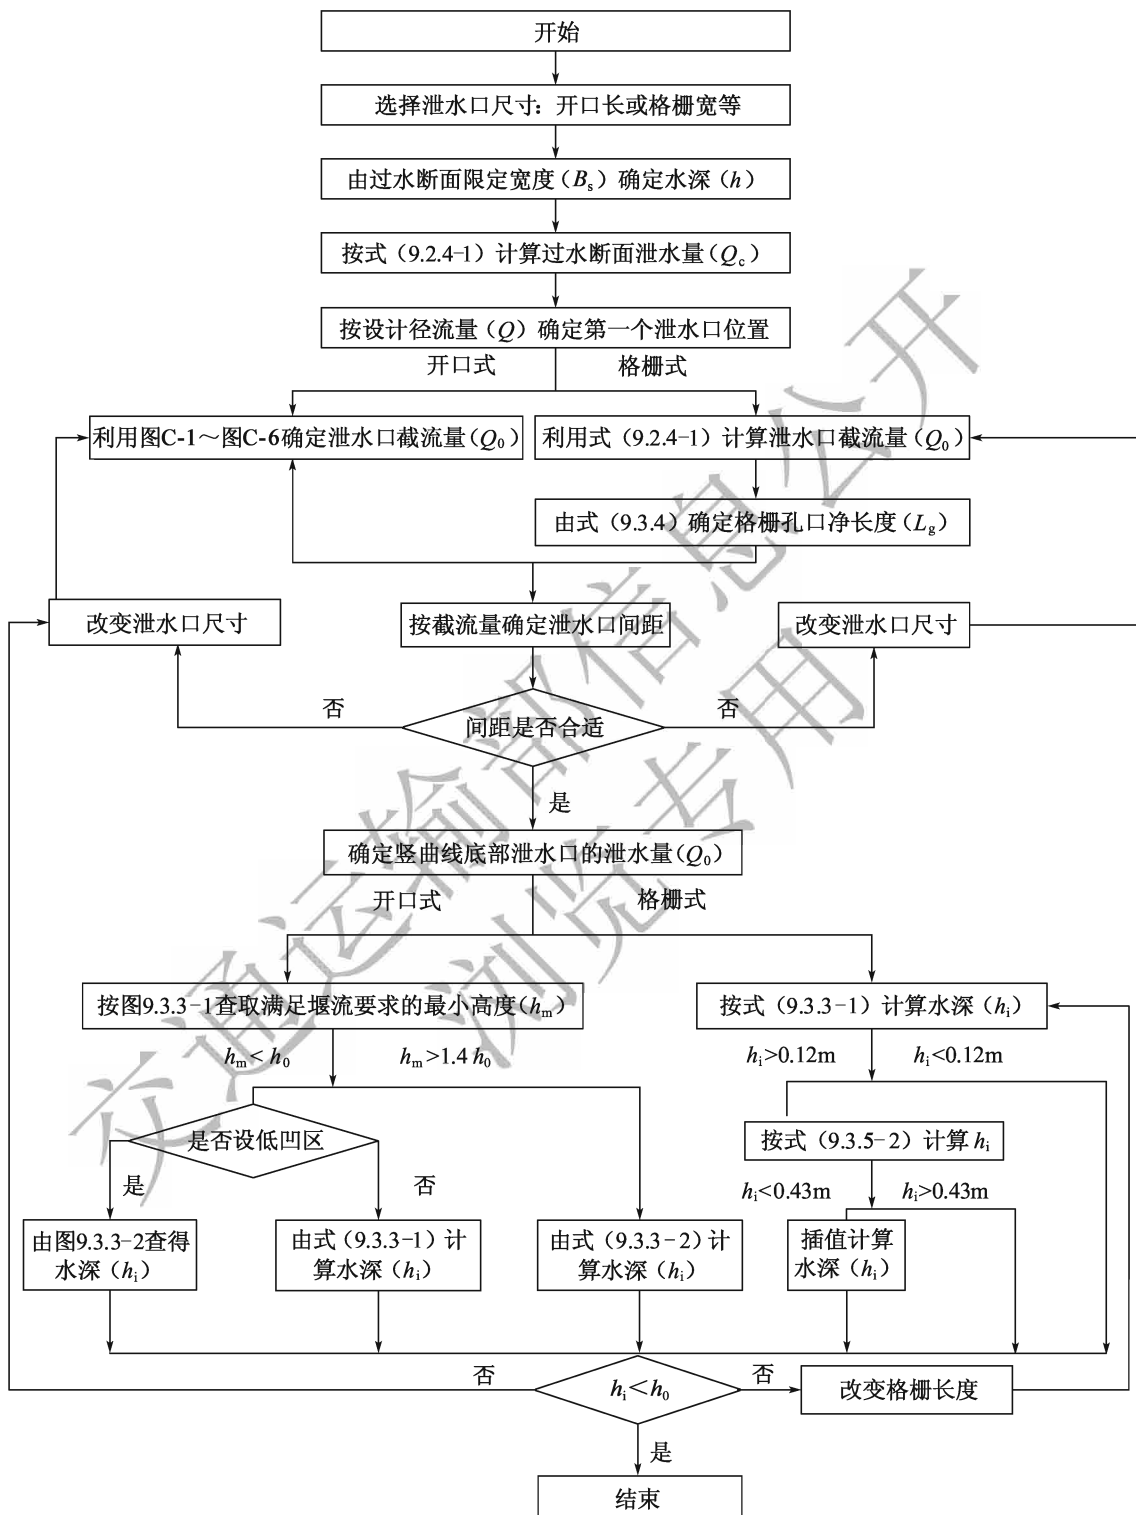 开始
选择泄水口尺寸：开口长或格栅宽等
由过水断面限定宽度（Bs）确定水深（h）
按式（9.2.4-1）计算过水断面泄水量（Qc）
按设计径流量（Q）确定第一个泄水口位置
开口式
格栅式
利用图C-1～图C-6确定泄水口截流量（Q0）
利用式（9.2.4-1）计算泄水口截流量（Q0）
由式（9.3.4）确定格栅孔口净长度（Lg）
改变泄水口尺寸
按截流量确定泄水口间距
改变泄水口尺寸
否
间距是否合适
否
是
确定竖曲线底部泄水口的泄水量（Q0）
开口式
格栅式
按图9.3.3-1查取满足堰流要求的最小高度（hm）
按式（9.3.3-1）计算水深（hi）
hm< h0
hm>1.4 h0
hi>0.12m
hi<0.12m
是否设低凹区
按式（9.3.5-2）计算 hi
是
否
hi<0.43m
hi>0.43m
由图9.3.3-2查得
水深（hi）
由式（9.3.3-1）计
算水深（hi）
由式（9.3.3-2）计
算水深（hi）
插值计算
水深（hi）
否
hi＜h0
否
改变格栅长度
是
结束
交通运输部信息公开
浏览专用